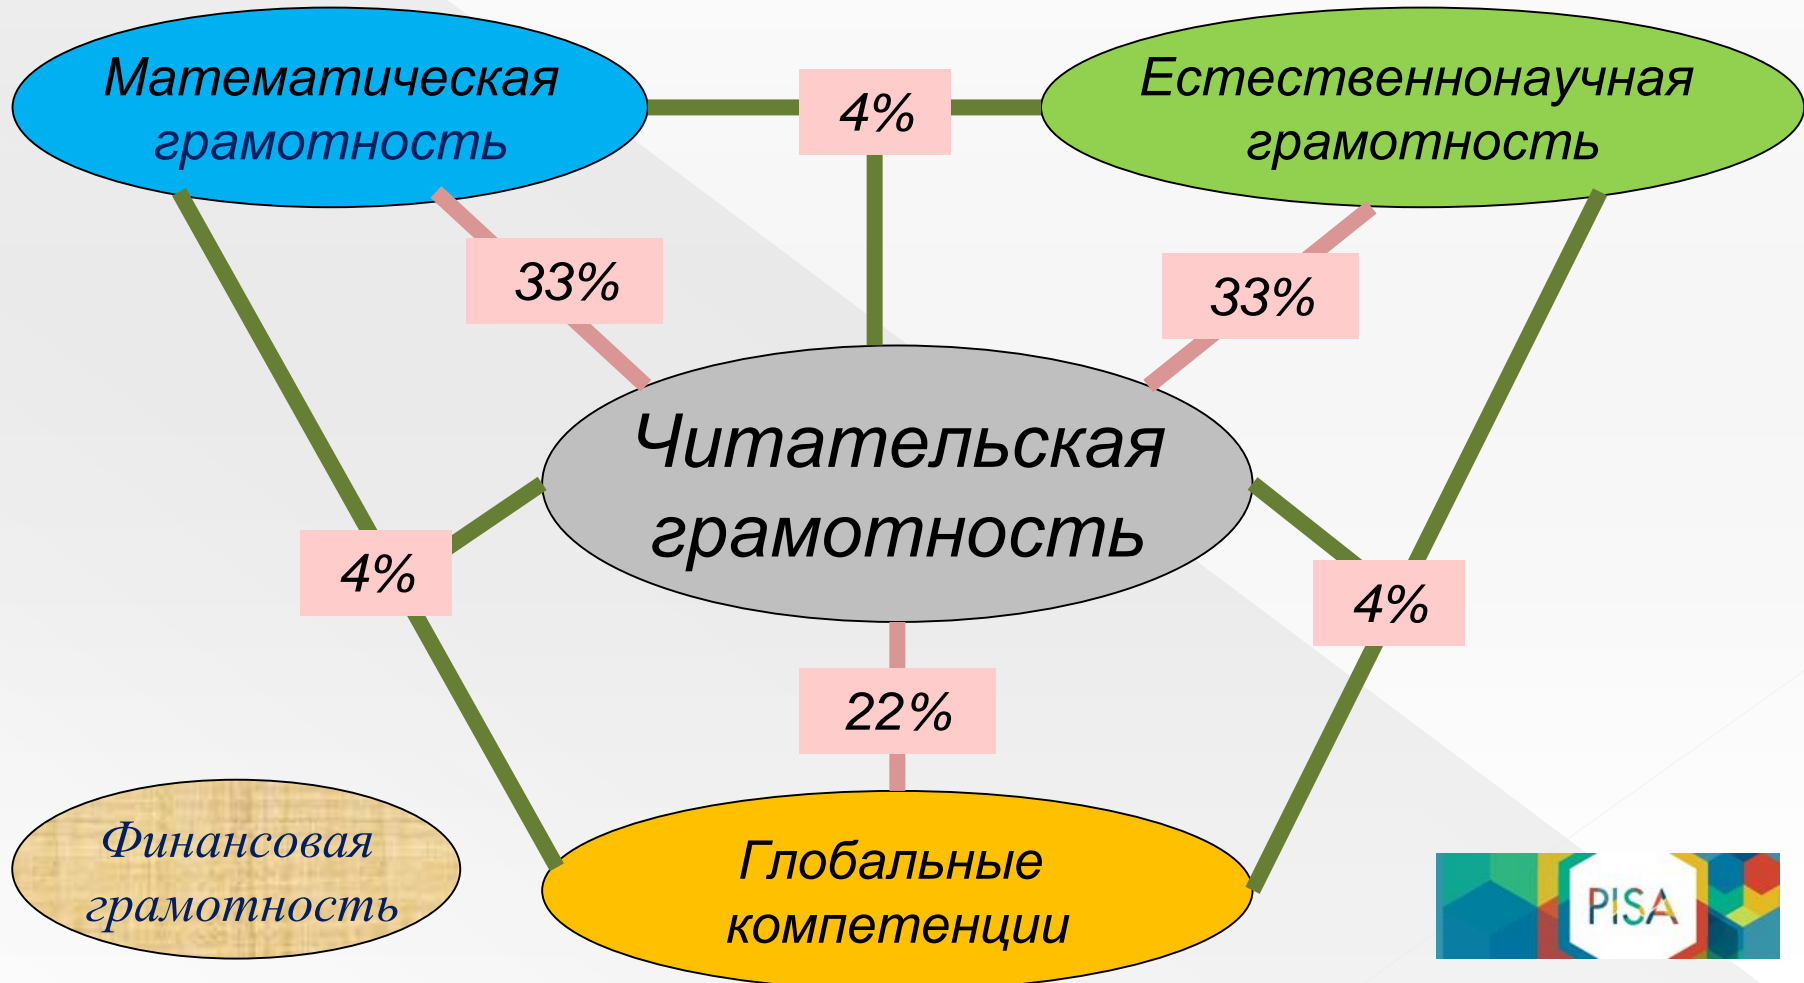 Математическая
грамотность
4%
Естественнонаучная
грамотность
33%
33%
Читательская
грамотность
4%
4%
22%
Финансовая
грамотность
Глобальные
компетенции
PISA